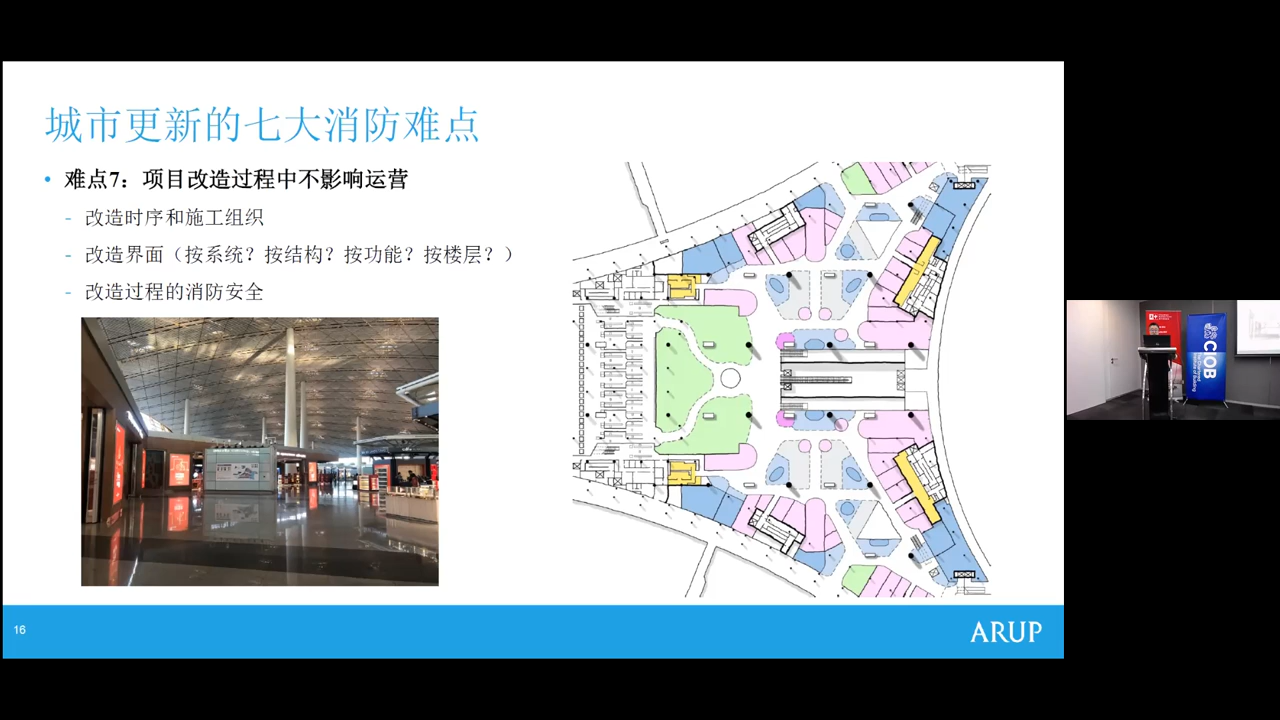 城市更新的七大消防难点
• 难点7：项目改造过程中不影响运营
- 改造时序和施工组织
- 改造界面（按系统？按结构？按功能？按楼层？）
- 改造过程的消防安全
16
ARUP
CIOB